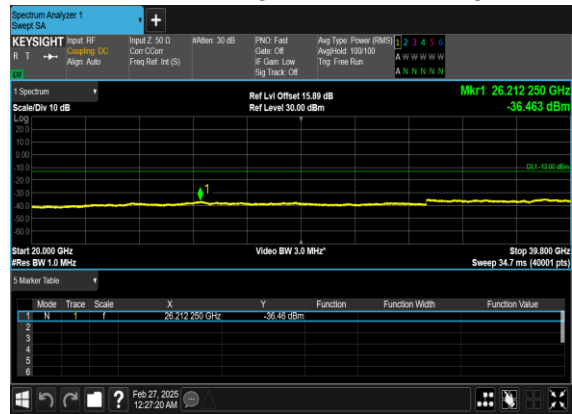 Spectrum Analyzer 1
Swept SA
+
KEYSIGHT Input: RF Input Z: 50 Ω #Atten: 30 dB PNO: Fast Avg Type: Power (RMS) 1 2 3 4 5 6
R T Coupling: DC Corr CCorr Gate: Off Avg|Hold: 100/100 A W W W W W
Align: Auto Freq Ref: Int (S) IF Gain: Low Trig: Free Run A N N N N N
Sig Track: Off
LW
1 Spectrum Ref Lvl Offset 15.89 dB Mkr1 26.212 250 GHz
Scale/Div 10 dB Ref Level 30.00 dBm -36.463 dBm
Log
20.0
10.0
0.00
-10.0
DL1 -13.00 dBm
-20.0
-30.0
1
-40.0
-50.0
-60.0
Start 20.000 GHz Video BW 3.0 MHz* Stop 39.800 GHz
#Res BW 1.0 MHz Sweep 34.7 ms (40001 pts)
5 Marker Table
Mode Trace Scale X Y Function Function Width Function Value
1 N 1 f 26.212 250 GHz -36.46 dBm
2
3
4
5
6
? Feb 27, 2025
12:27:20 AM